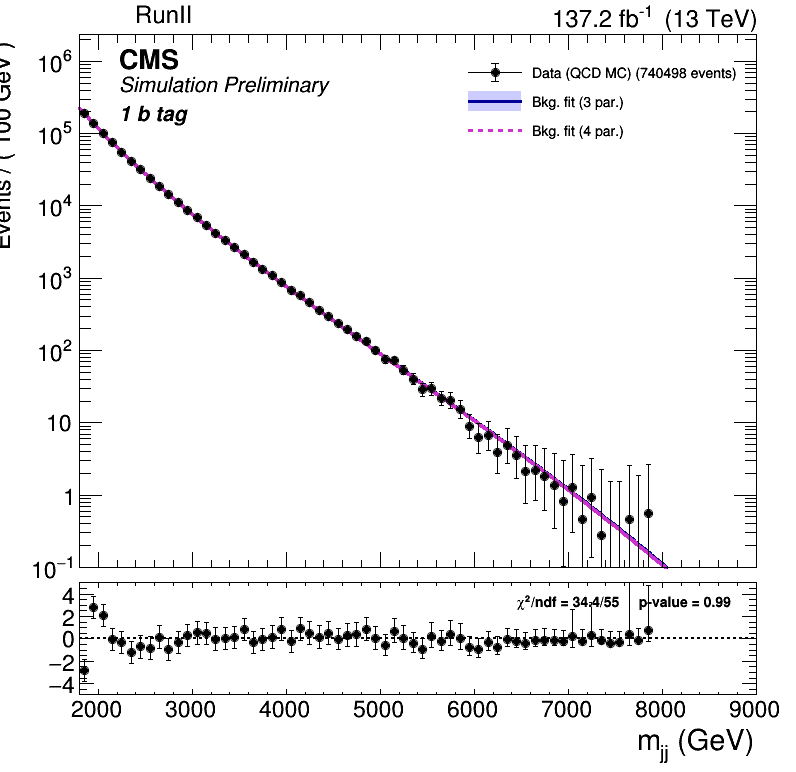 RunII 137.2 fb⁻¹ (13 TeV)
CMS
Simulation Preliminary
1 b tag
Data (QCD MC) (740498 events)
Bkg. fit (3 par.)
Bkg. fit (4 par.)
Events / ( 100 GeV )
10⁶
10⁵
10⁴
10³
10²
10
1
10⁻¹
χ²/ndf = 34.4/55 p-value = 0.99
4
2
0
−2
−4
2000 3000 4000 5000 6000 7000 8000 9000
m_jj (GeV)